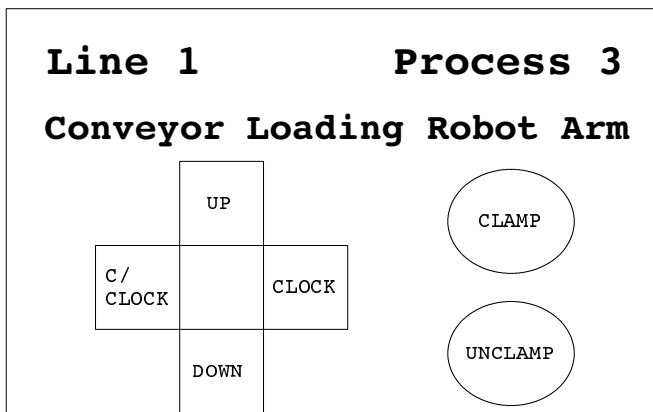 Line 1 Process 3
Conveyor Loading Robot Arm
UP
CLAMP
C/
CLOCK
CLOCK
DOWN
UNCLAMP